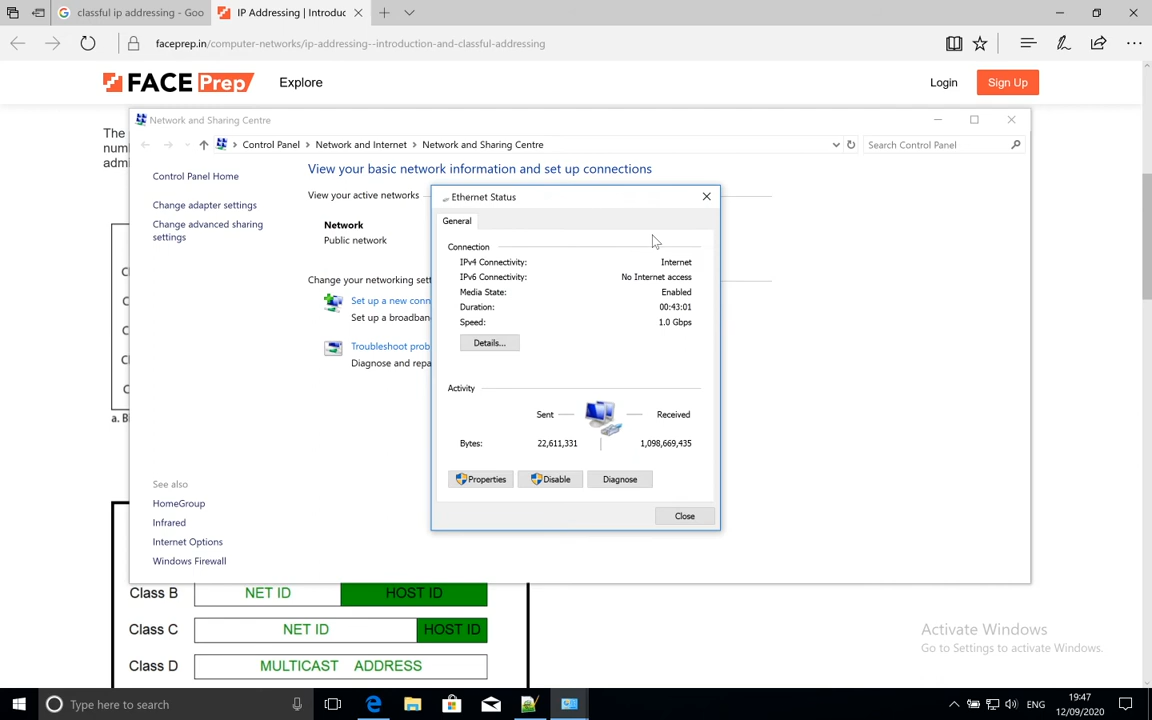 classful ip addressing - Goo
IP Addressing | Introduc
faceprep.in/computer-networks/ip-addressing--introduction-and-classful-addressing
FACE Prep
Explore
Login
Sign Up
The
num
admi
Network and Sharing Centre
Control Panel > Network and Internet > Network and Sharing Centre
Search Control Panel
Control Panel Home
Change adapter settings
Change advanced sharing
settings
View your basic network information and set up connections
View your active networks
Network
Public network
Change your networking sett
Set up a new conn
Set up a broadban
Troubleshoot prob
Diagnose and repa
Ethernet Status
General
Connection
IPv4 Connectivity: Internet
IPv6 Connectivity: No Internet access
Media State: Enabled
Duration: 00:43:01
Speed: 1.0 Gbps
Details...
Activity
Sent
Received
Bytes: 22,611,331 1,098,669,435
Properties
Disable
Diagnose
Close
See also
HomeGroup
Infrared
Internet Options
Windows Firewall
a. B
Class B NET ID HOST ID
Class C NET ID HOST ID
Class D MULTICAST ADDRESS
Activate Windows
Go to Settings to activate Windows.
Type here to search
ENG
19:47
12/09/2020